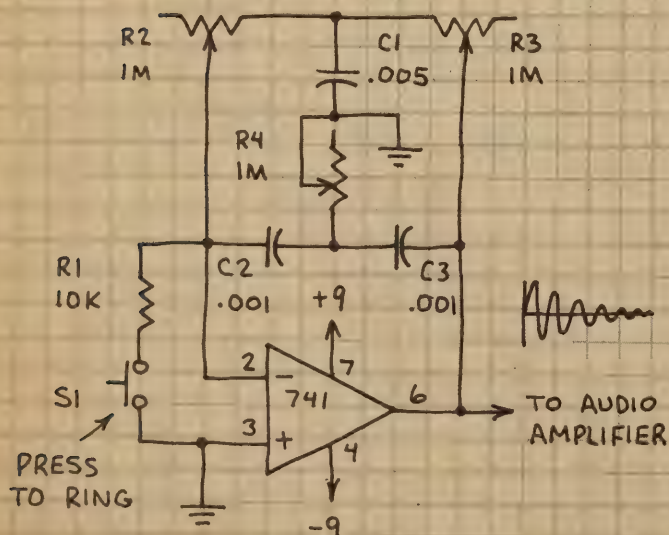 R2
1M
C1
.005
R3
1M
R4
1M
R1
10K
C2
.001
+9
C3
.001
2
7
-
741
6
S1
3
+
4
TO AUDIO
AMPLIFIER
PRESS
TO RING
-9